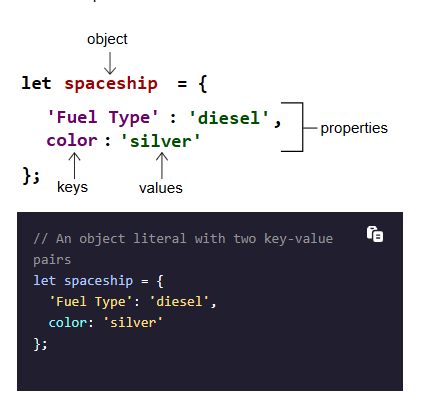 object
let spaceship = {
'Fuel Type' : 'diesel',
properties
color : 'silver'
};
keys
values
// An object literal with two key-value
pairs
let spaceship = {
'Fuel Type': 'diesel',
color: 'silver'
};